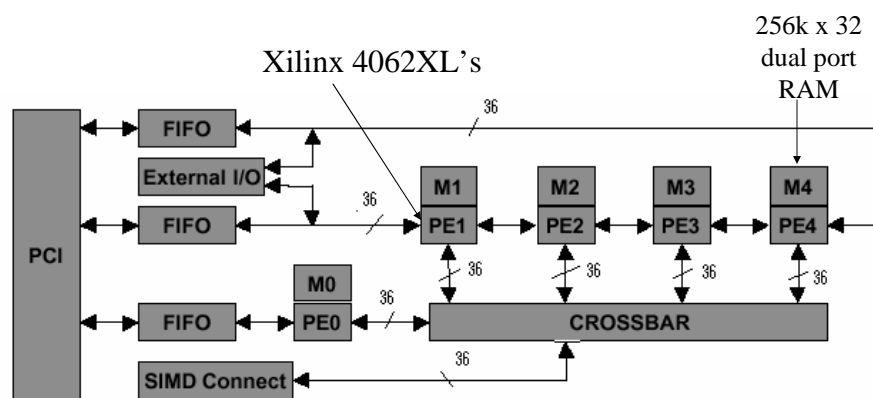 256k x 32
dual port
RAM
Xilinx 4062XL’s
36
FIFO
External I/O
M1
M2
M3
M4
36
FIFO
PE1
PE2
PE3
PE4
PCI
M0
36
36
36
36
36
FIFO
PE0
CROSSBAR
36
SIMD Connect